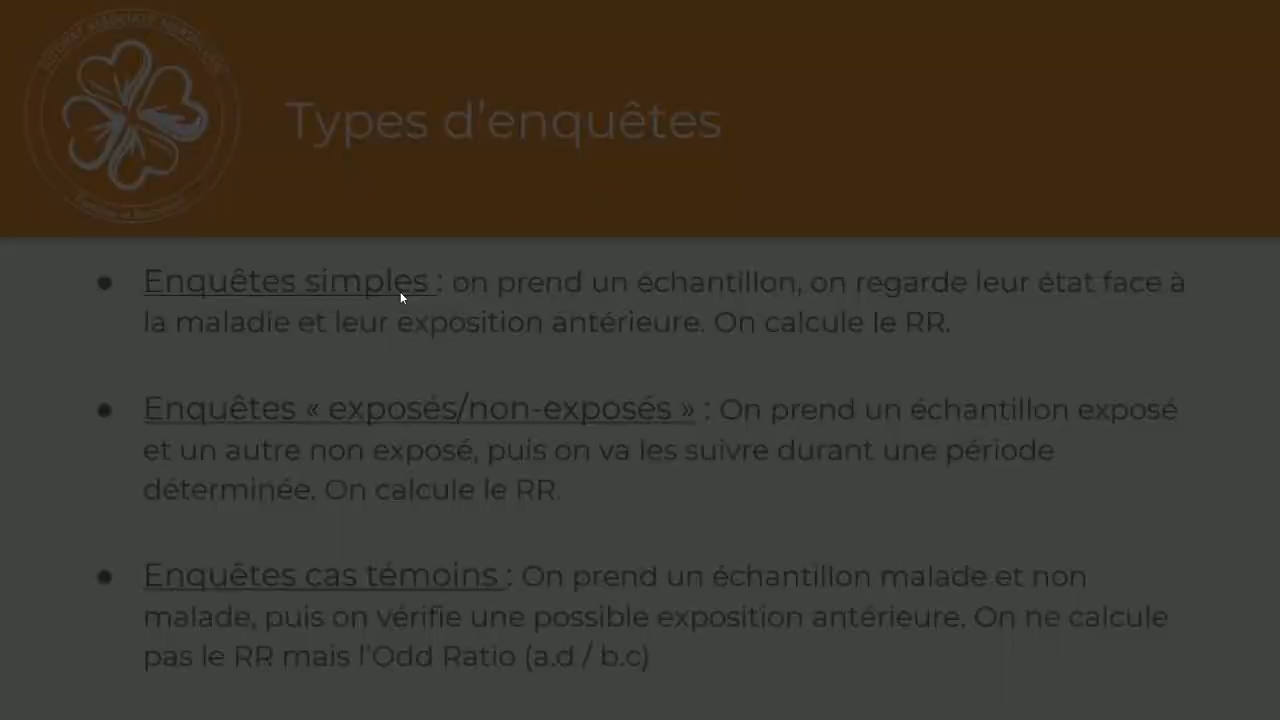 Types d'enquêtes
● Enquêtes simples : on prend un échantillon, on regarde leur état face à
la maladie et leur exposition antérieure. On calcule le RR.
● Enquêtes « exposés/non-exposés » : On prend un échantillon exposé
et un autre non exposé, puis on va les suivre durant une période
déterminée. On calcule le RR.
● Enquêtes cas témoins : On prend un échantillon malade et non
malade, puis on vérifie une possible exposition antérieure. On ne calcule
pas le RR mais l'Odd Ratio (a.d / b.c)